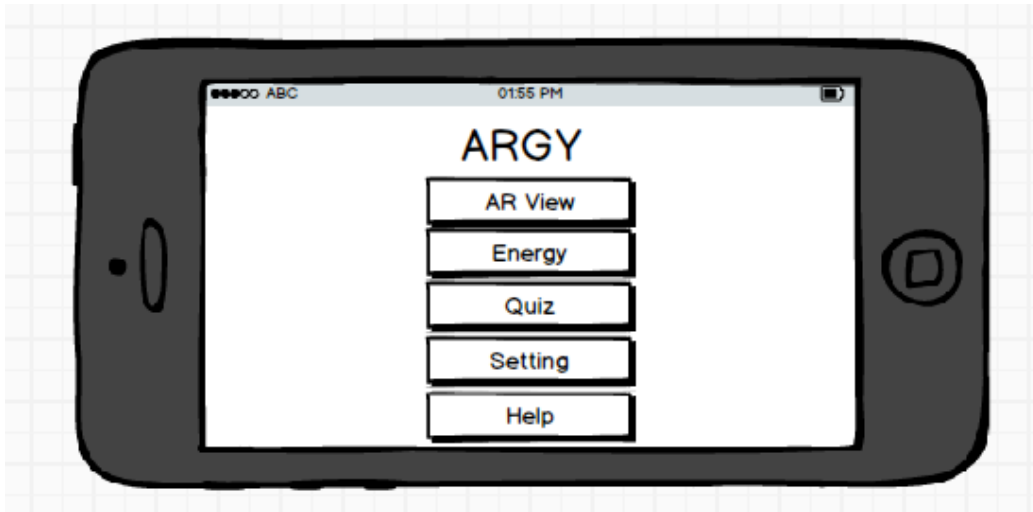 ABC 01:55 PM
ARGY
AR View
Energy
Quiz
Setting
Help